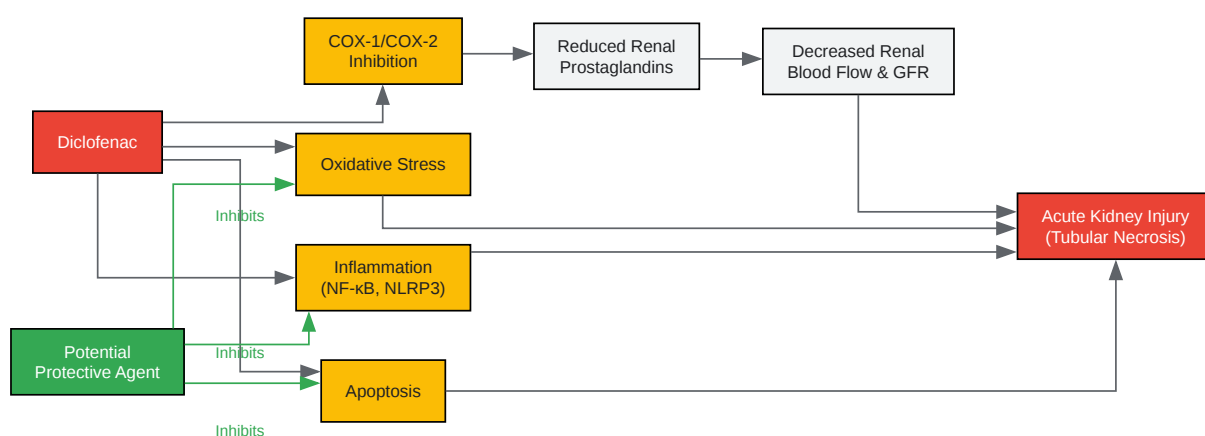 COX-1/COX-2
Inhibition
Reduced Renal
Prostaglandins
Decreased Renal
Blood Flow & GFR
Diclofenac
Oxidative Stress
Inhibits
Acute Kidney Injury
(Tubular Necrosis)
Inflammation
(NF-κB, NLRP3)
Potential
Protective Agent
Inhibits
Apoptosis
Inhibits